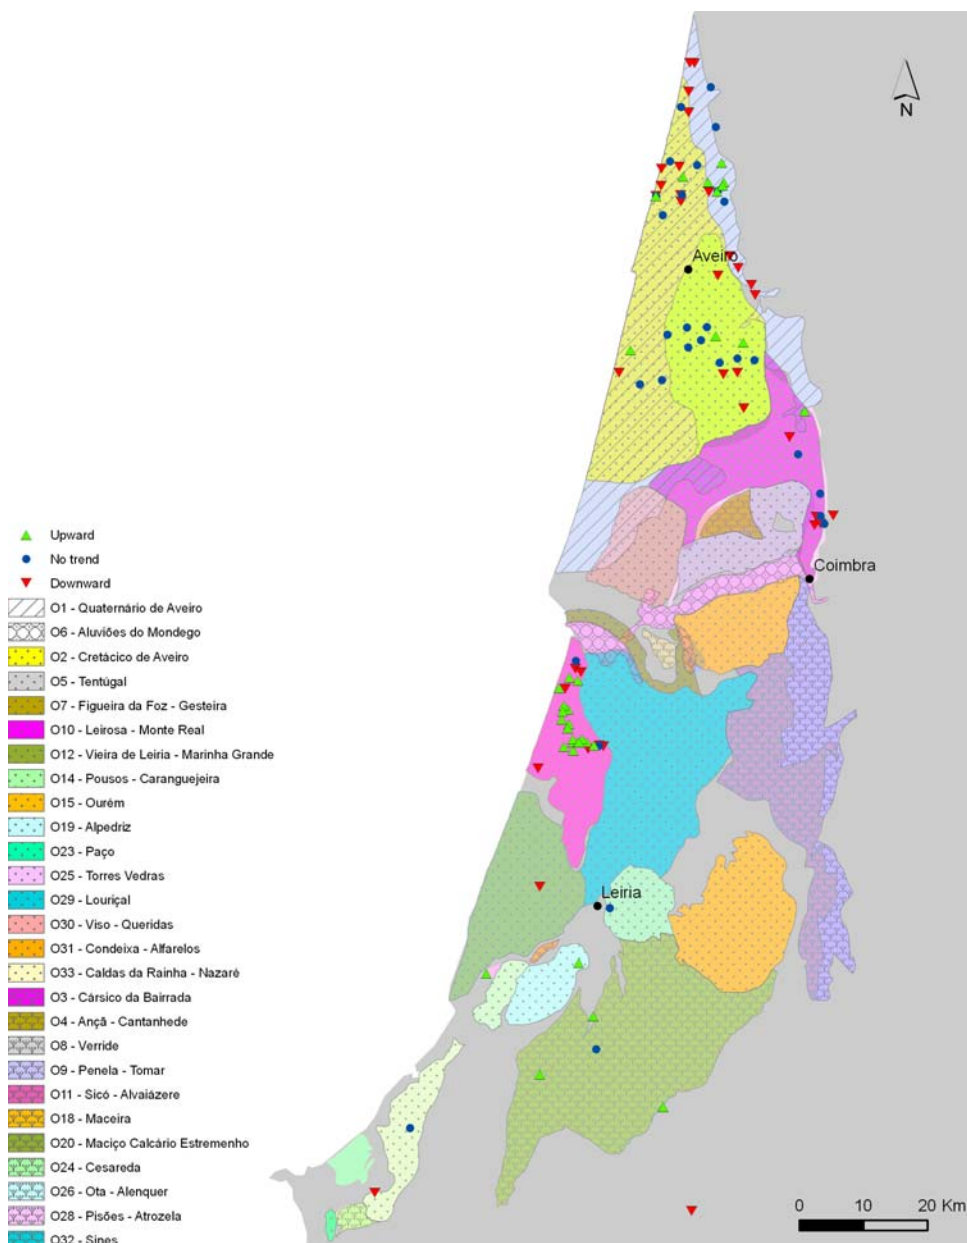 N
Aveiro
Coimbra
Leiria
Upward
No trend
Downward
O1 - Quaternário de Aveiro
O6 - Aluviões do Mondego
O2 - Cretácico de Aveiro
O5 - Tentúgal
O7 - Figueira da Foz - Gesteira
O10 - Leirosa - Monte Real
O12 - Vieira de Leiria - Marinha Grande
O14 - Pousos - Caranguejeira
O15 - Ourém
O19 - Alpedriz
O23 - Paço
O25 - Torres Vedras
O29 - Louriçal
O30 - Viso - Queridas
O31 - Condeixa - Alfarelos
O33 - Caldas da Rainha - Nazaré
O3 - Cársico da Bairrada
O4 - Ançã - Cantanhede
O8 - Verride
O9 - Penela - Tomar
O11 - Sicó - Alvaiázere
O18 - Maceira
O20 - Maciço Calcário Estremenho
O24 - Cesareda
O26 - Ota - Alenquer
O28 - Pisões - Atrozela
O32 - Sines
0 10 20 Km